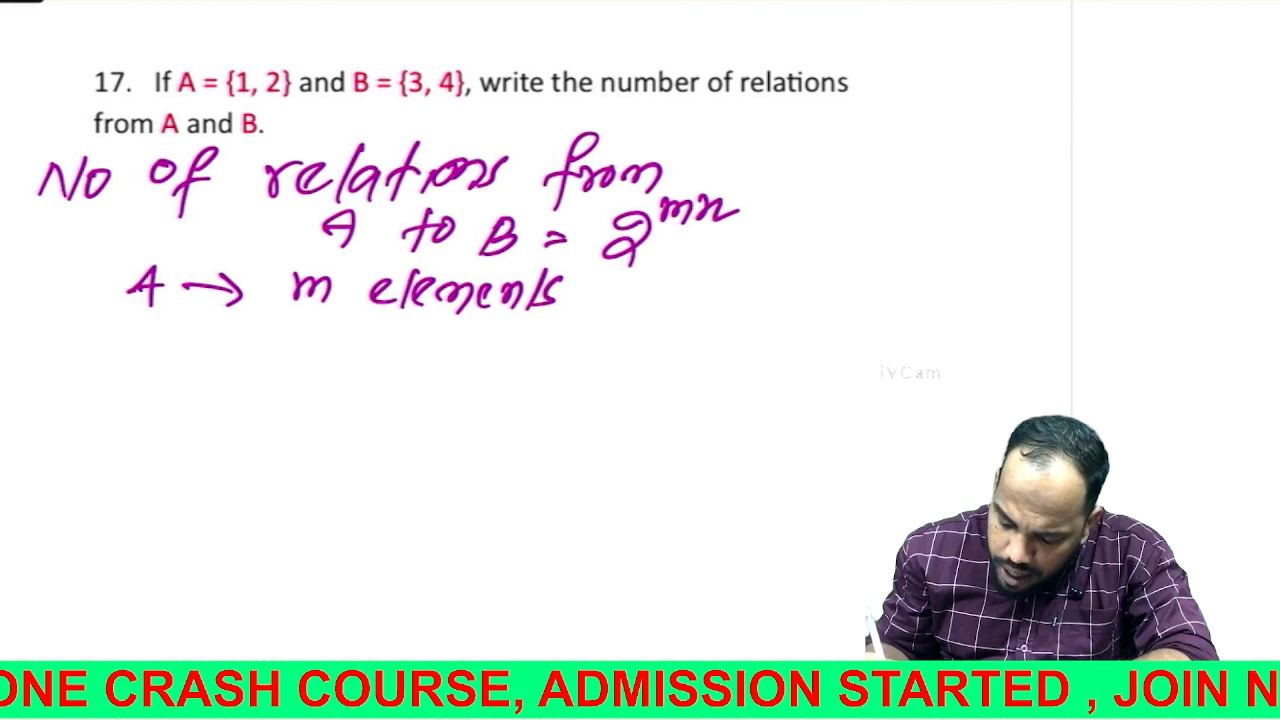 17. If A = {1, 2} and B = {3, 4}, write the number of relations
from A and B.
No of relations from
A to B = 2^mn
A → m elements
iVCam
ONE CRASH COURSE, ADMISSION STARTED , JOIN N